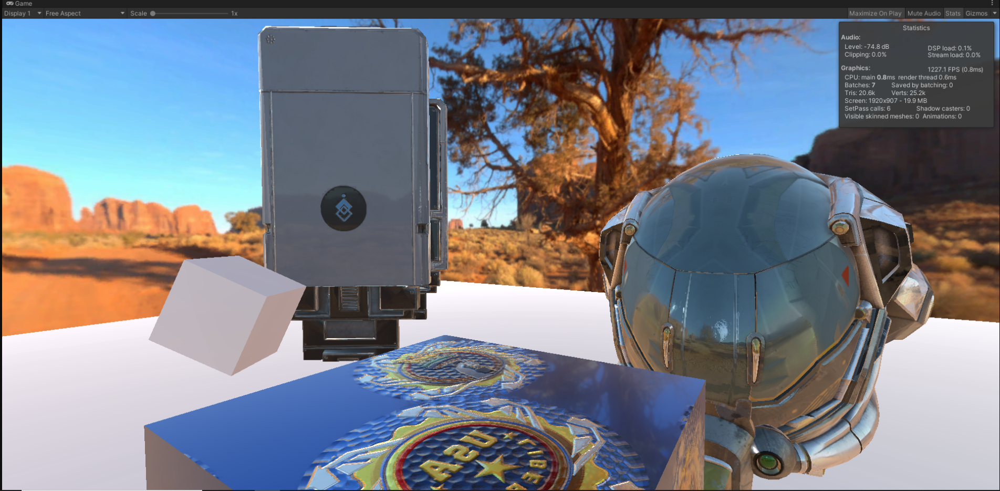 Game
Display 1 Free Aspect Scale 1x Maximize On Play Mute Audio Stats Gizmos
Statistics
Audio:
Level: -74.8 dB DSP load: 0.1%
Clipping: 0.0% Stream load: 0.0%
Graphics: 1227.1 FPS (0.8ms)
CPU: main 0.8ms render thread 0.6ms
Batches: 7 Saved by batching: 0
Tris: 20.6k Verts: 25.2k
Screen: 1920x907 - 19.9 MB
SetPass calls: 6 Shadow casters: 0
Visible skinned meshes: 0 Animations: 0
USA
LIBE